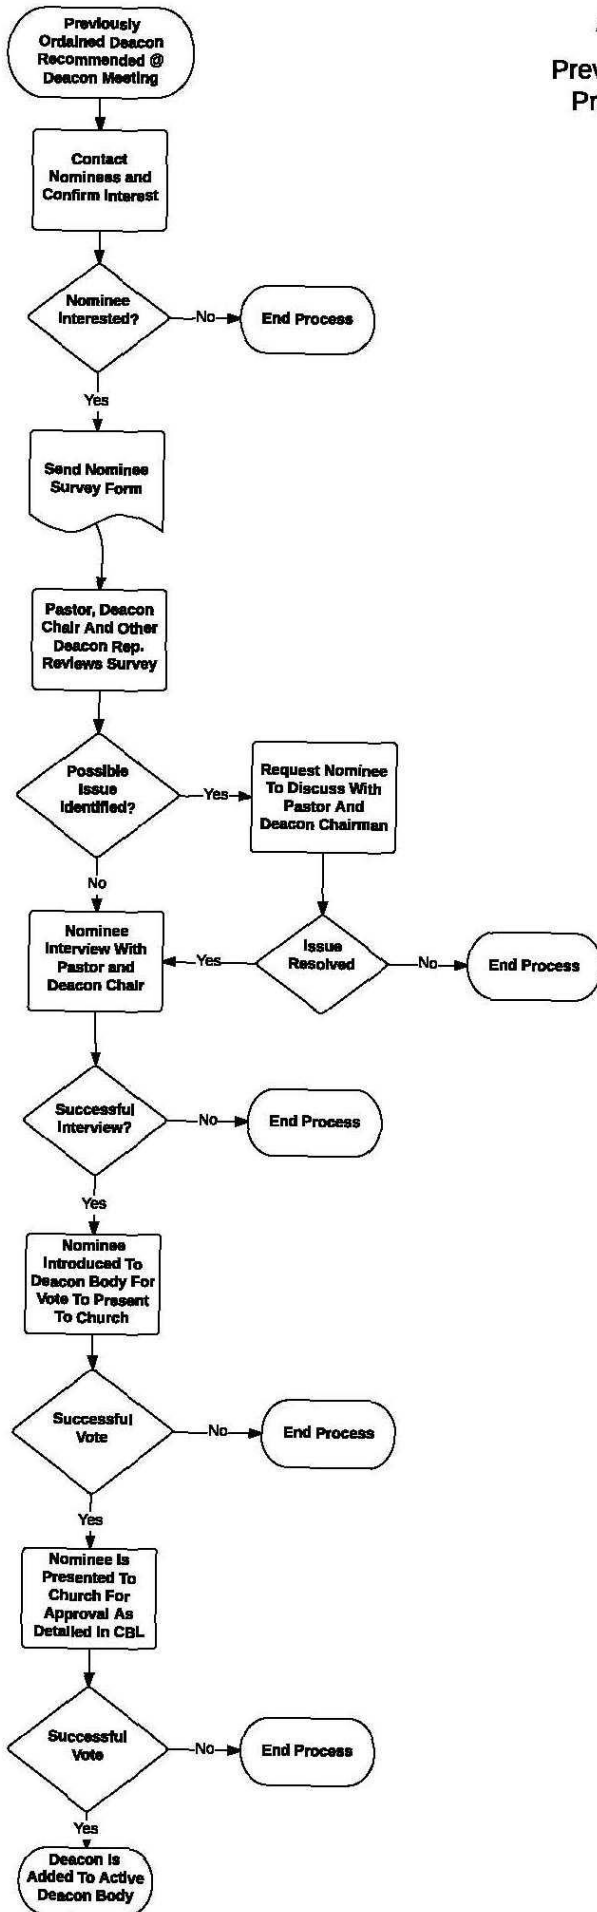 Previously
Ordained Deacon
Recommended @
Deacon Meeting
Prev
Pr
Contact
Nominees and
Confirm Interest
Nominee
Interested?
No
End Process
Yes
Send Nominee
Survey Form
Pastor, Deacon
Chair And Other
Deacon Rep.
Reviews Survey
Possible
Issue
Identified?
Yes
Request Nominee
To Discuss With
Pastor And
Deacon Chairman
No
Nominee
Interview With
Pastor and
Deacon Chair
Yes
Issue
Resolved
No
End Process
Successful
Interview?
No
End Process
Yes
Nominee
Introduced To
Deacon Body For
Vote To Present
To Church
Successful
Vote
No
End Process
Yes
Nominee Is
Presented To
Church For
Approval As
Detailed In CBL
Successful
Vote
No
End Process
Yes
Deacon Is
Added To Active
Deacon Body